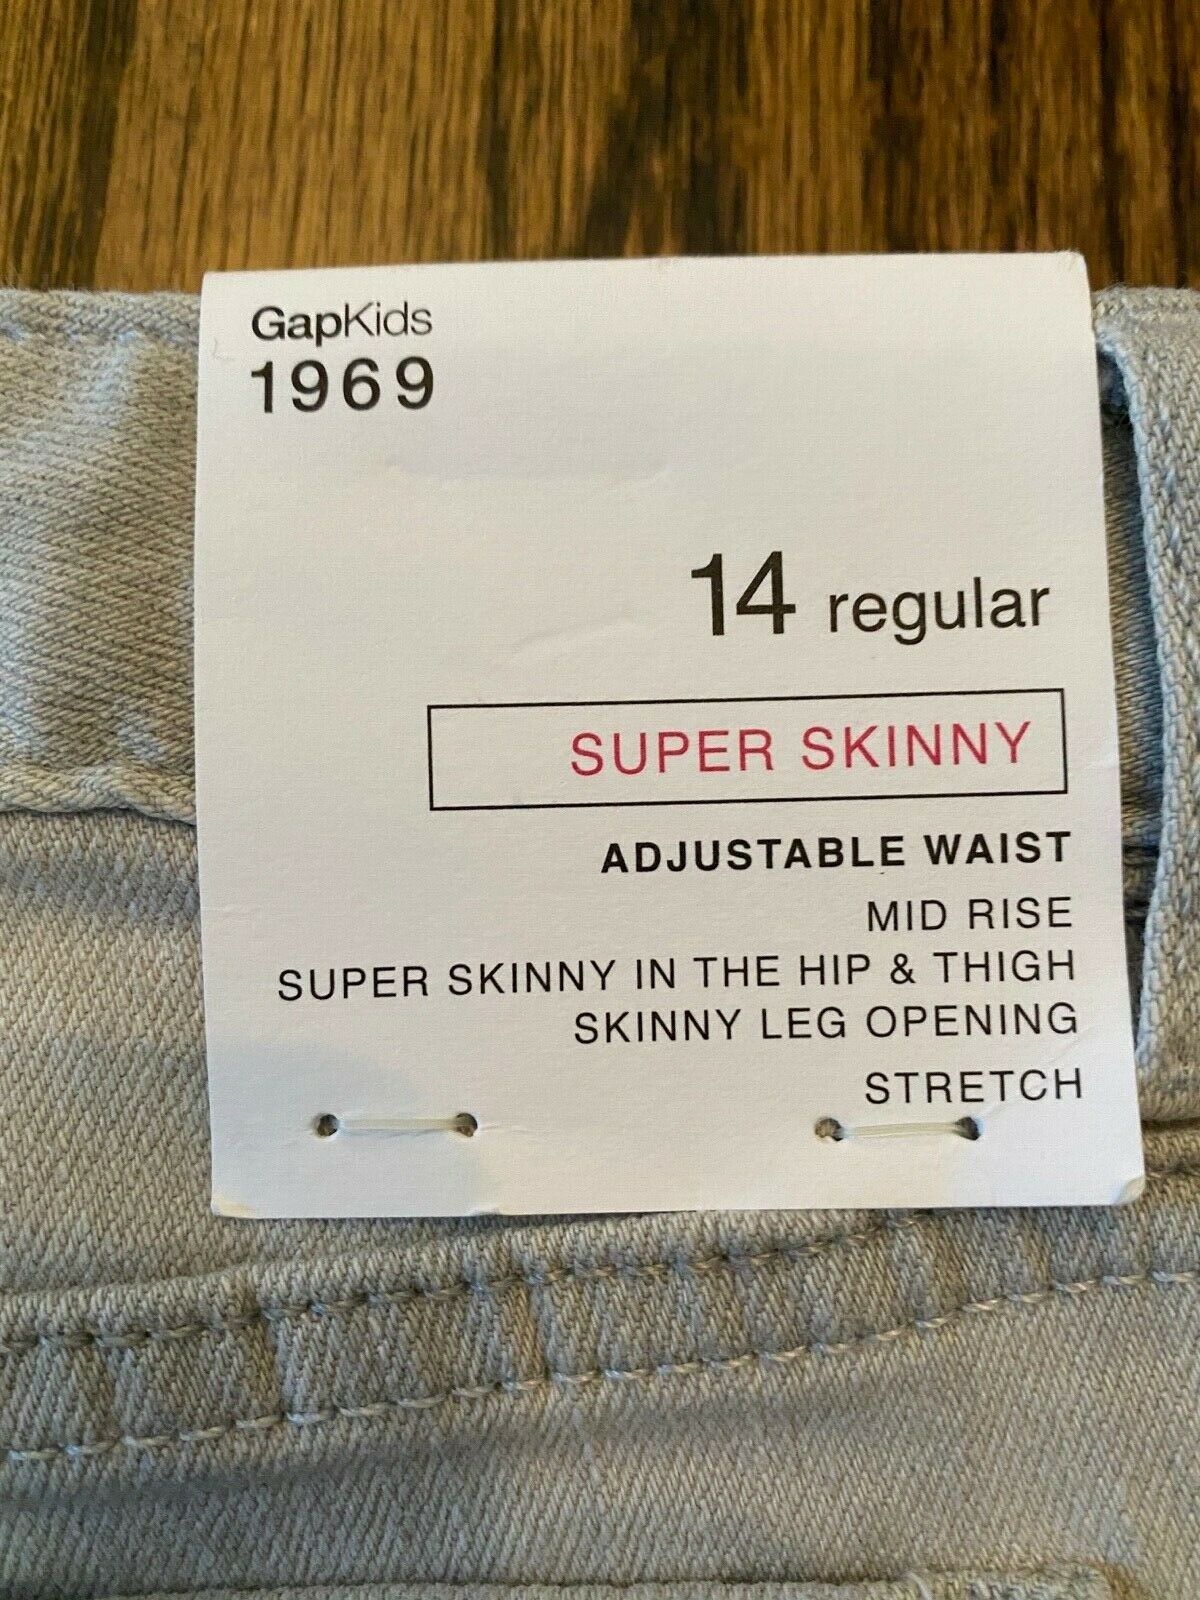 GapKids
1969
14 regular
SUPER SKINNY
ADJUSTABLE WAIST
MID RISE
SUPER SKINNY IN THE HIP & THIGH
SKINNY LEG OPENING
STRETCH